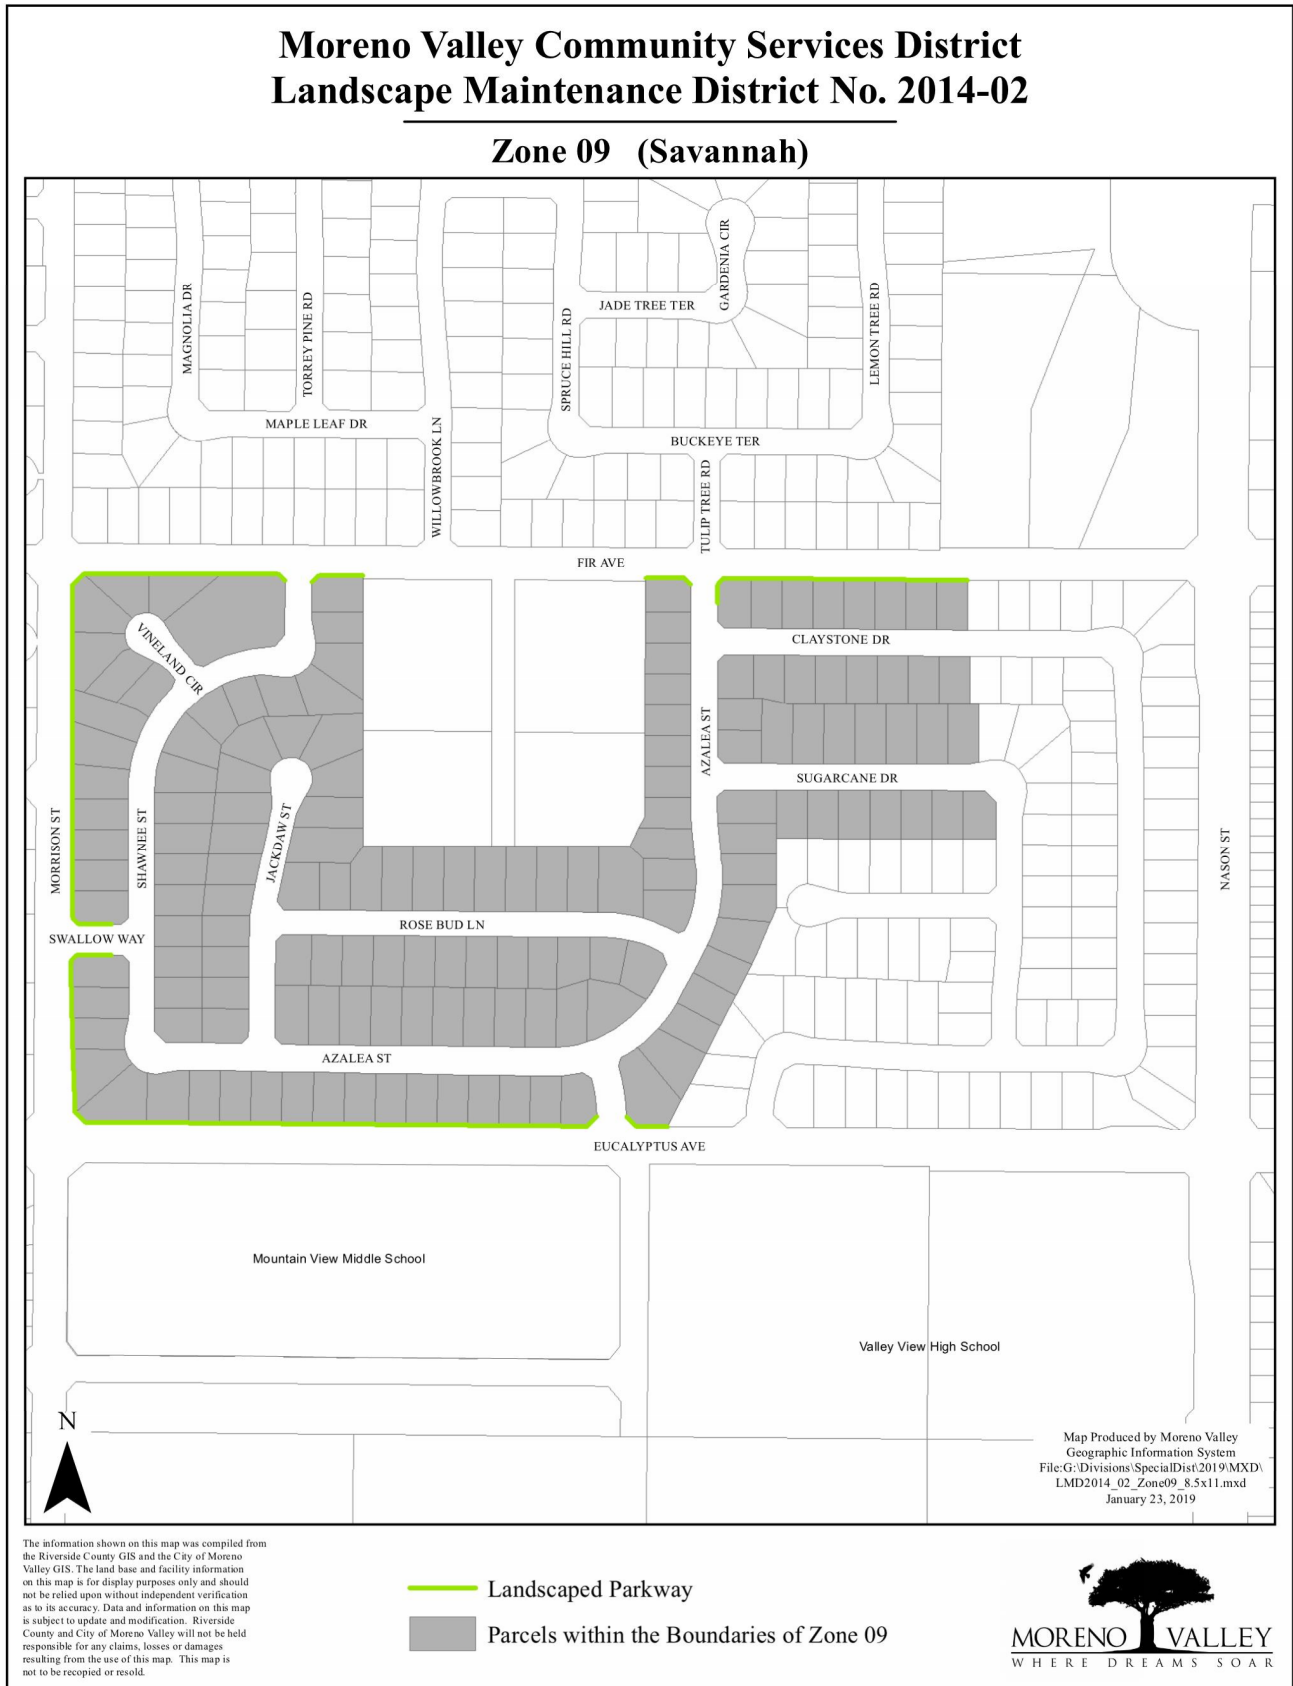 Moreno Valley Community Services District
Landscape Maintenance District No. 2014-02
Zone 09 (Savannah)
GARDENIA CIR
MAGNOLIA DR
TORREY PINE RD
JADE TREE TER
SPRUCE HILL RD
LEMON TREE RD
MAPLE LEAF DR
WILLOWBROOK LN
BUCKEYE TER
TULIP TREE RD
FIR AVE
VINELAND CIR
CLAYSTONE DR
AZALEA ST
SUGARCANE DR
MORRISON ST
SHAWNEE ST
JACKDAW ST
NASON ST
ROSE BUD LN
SWALLOW WAY
AZALEA ST
EUCALYPTUS AVE
Mountain View Middle School
Valley View High School
N
Map Produced by Moreno Valley
Geographic Information System
File:G:\Divisions\SpecialDist\2019\MXD\
LMD2014_02_Zone09_8.5x11.mxd
January 23, 2019
The information shown on this map was compiled from
the Riverside County GIS and the City of Moreno
Valley GIS. The land base and facility information
on this map is for display purposes only and should
not be relied upon without independent verification
as to its accuracy. Data and information on this map
is subject to update and modification. Riverside
County and City of Moreno Valley will not be held
responsible for any claims, losses or damages
resulting from the use of this map. This map is
not to be recopied or resold.
Landscaped Parkway
Parcels within the Boundaries of Zone 09
MORENO VALLEY
WHERE DREAMS SOAR